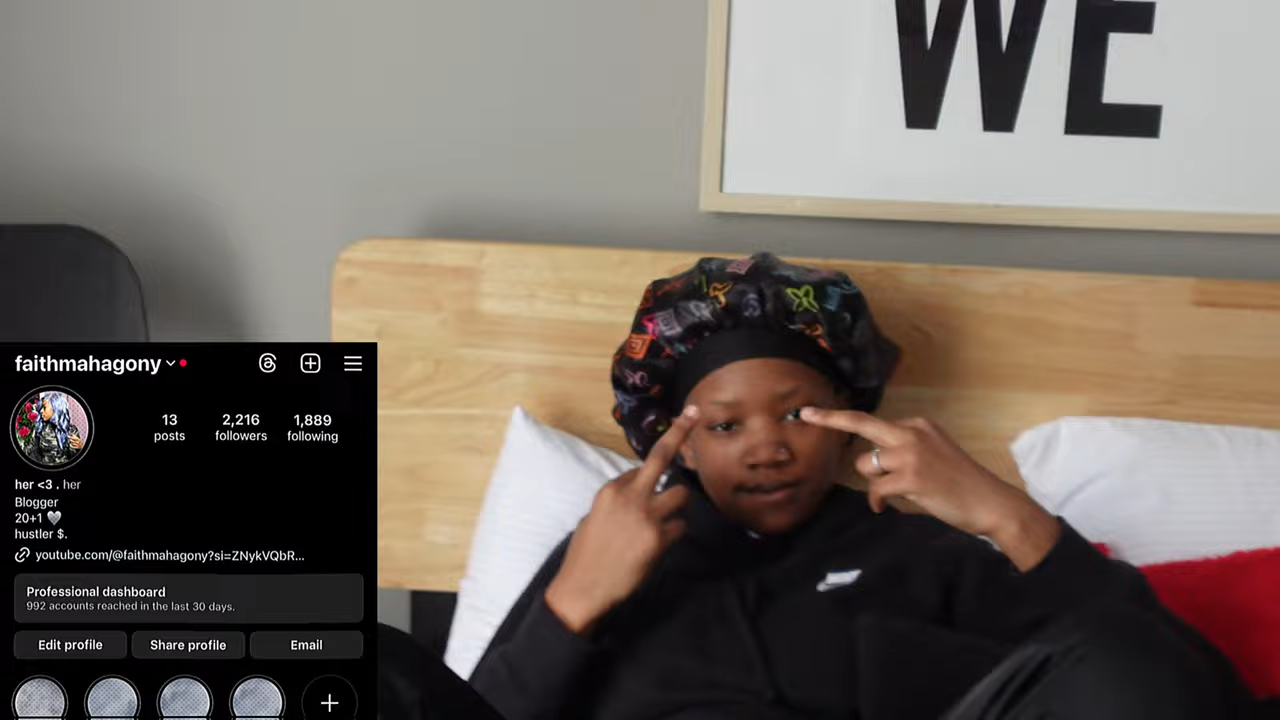 WE
faithmahagony
13 2,216 1,889
posts followers following
her <3 . her
Blogger
20+1 🩶
hustler $.
youtube.com/@faithmahagony?si=ZNykVQbR...
Professional dashboard
992 accounts reached in the last 30 days.
Edit profile Share profile Email